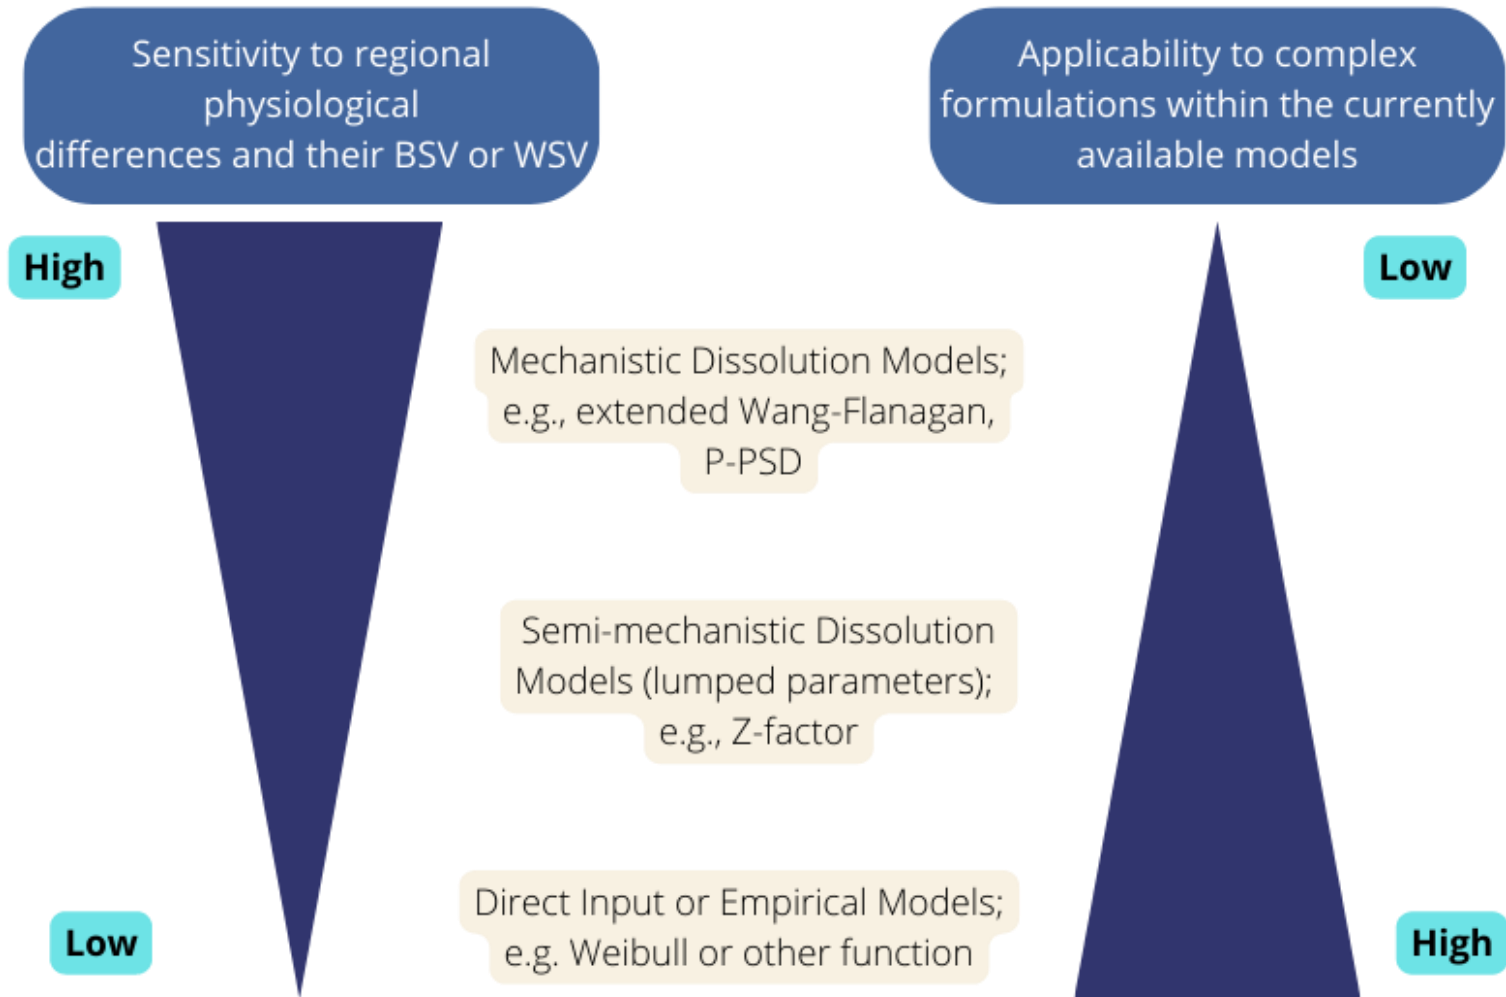 Sensitivity to regional
physiological
differences and their BSV or WSV
Applicability to complex
formulations within the currently
available models
High
Low
Mechanistic Dissolution Models;
e.g., extended Wang-Flanagan,
P-PSD
Semi-mechanistic Dissolution
Models (lumped parameters);
e.g., Z-factor
Direct Input or Empirical Models;
e.g. Weibull or other function
Low
High